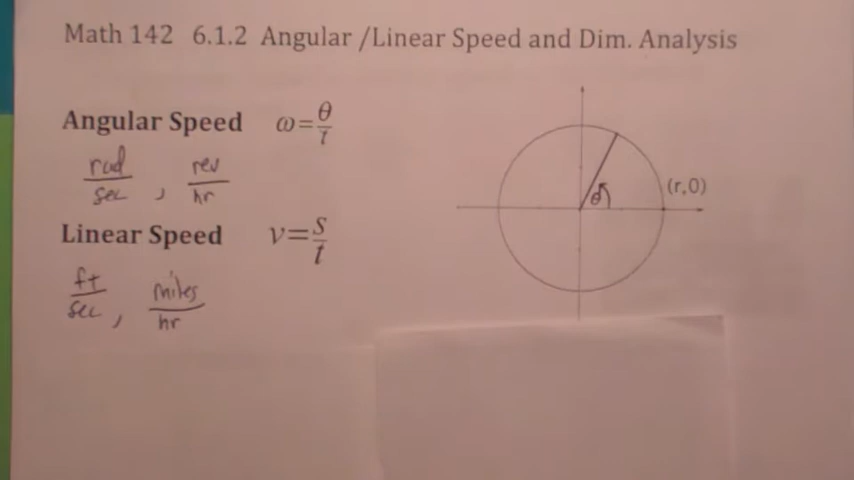 Math 142 6.1.2 Angular /Linear Speed and Dim. Analysis
Angular Speed ω=θ/t
rad/sec , rev/hr
(r,0)
θ
Linear Speed v=s/t
ft/sec , miles/hr